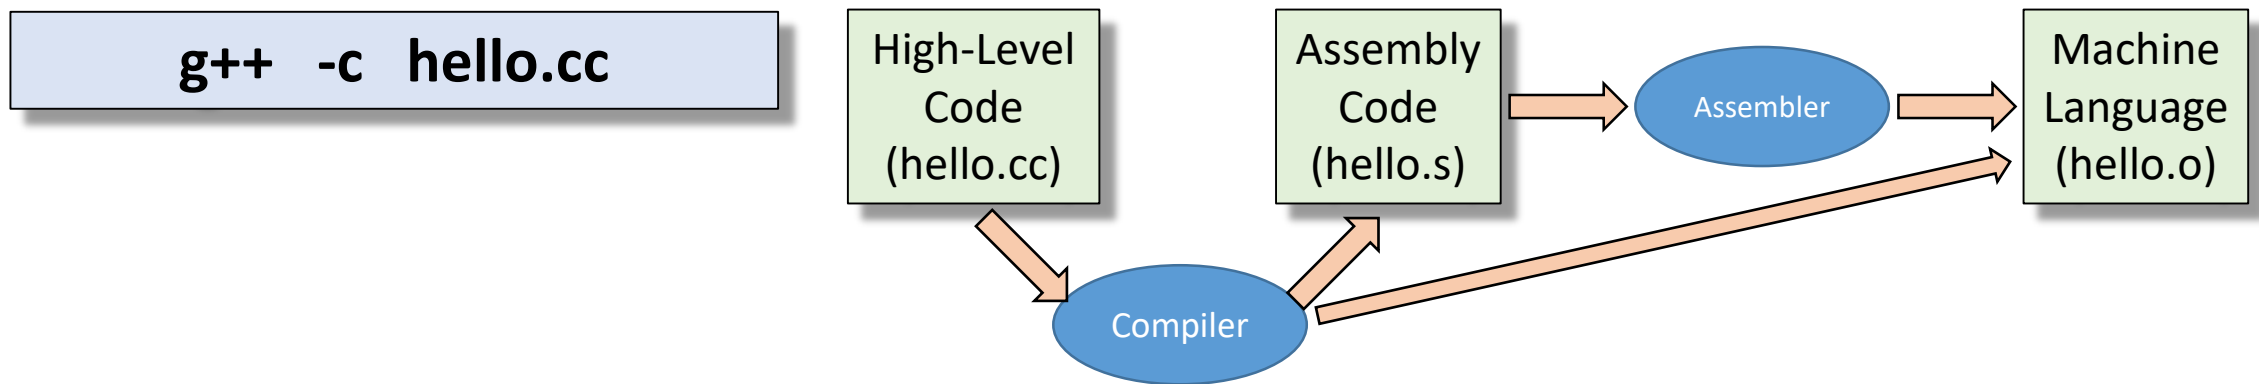 g++ -c hello.cc
High-Level
Code
(hello.cc)
Assembly
Code
(hello.s)
Assembler
Machine
Language
(hello.o)
Compiler